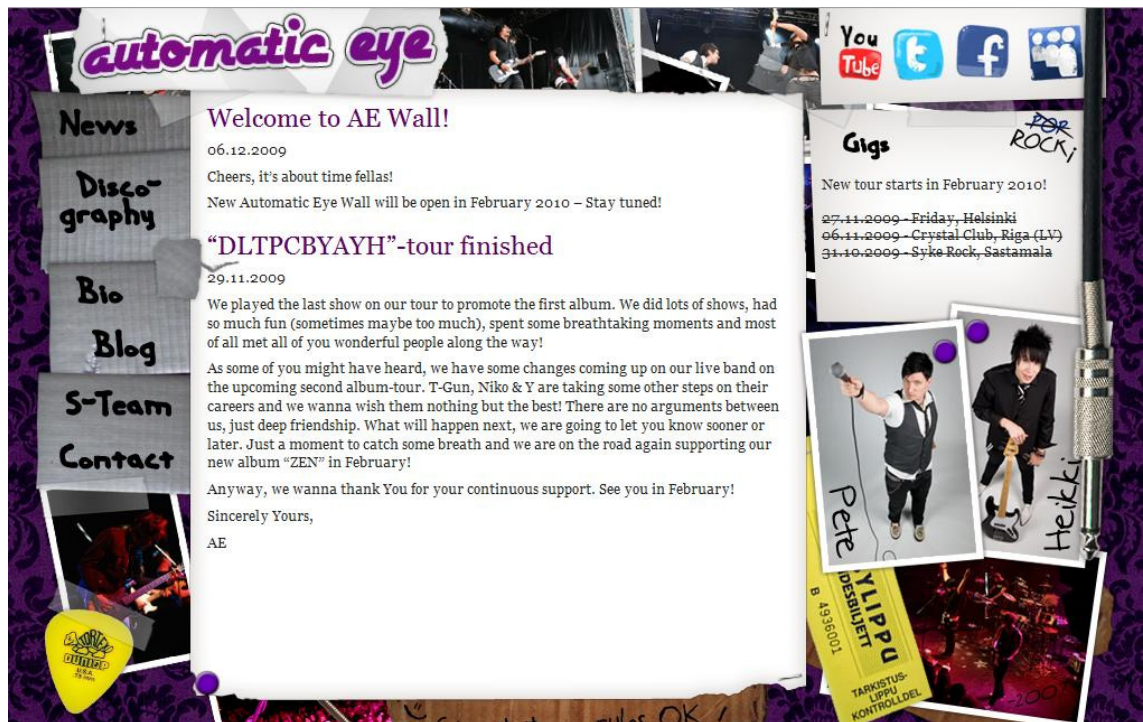 automatic eye
You
Tube
News
Disco-
graphy
Bio
Blog
S-Team
Contact
Welcome to AE Wall!
06.12.2009
Cheers, it's about time fellas!
New Automatic Eye Wall will be open in February 2010 – Stay tuned!
“DLTPCBYAYH”-tour finished
29.11.2009
We played the last show on our tour to promote the first album. We did lots of shows, had
so much fun (sometimes maybe too much), spent some breathtaking moments and most
of all met all of you wonderful people along the way!
As some of you might have heard, we have some changes coming up on our live band on
the upcoming second album-tour. T-Gun, Niko & Y are taking some other steps on their
careers and we wanna wish them nothing but the best! There are no arguments between
us, just deep friendship. What will happen next, we are going to let you know sooner or
later. Just a moment to catch some breath and we are on the road again supporting our
new album “ZEN” in February!
Anyway, we wanna thank You for your continuous support. See you in February!
Sincerely Yours,
AE
Gigs
POP
ROCK¡
New tour starts in February 2010!
27.11.2009 - Friday, Helsinki
06.11.2009 - Crystal Club, Riga (LV)
31.10.2009 - Syke Rock, Sastamala
Pete
Heikki
YLIPPU
DESBILJETT
B 4936001
TARKISTUS-
LIPPU
KONTROLLDEL
TORTEX
DUNLOP
U.S.A.
.73 mm
rules OK